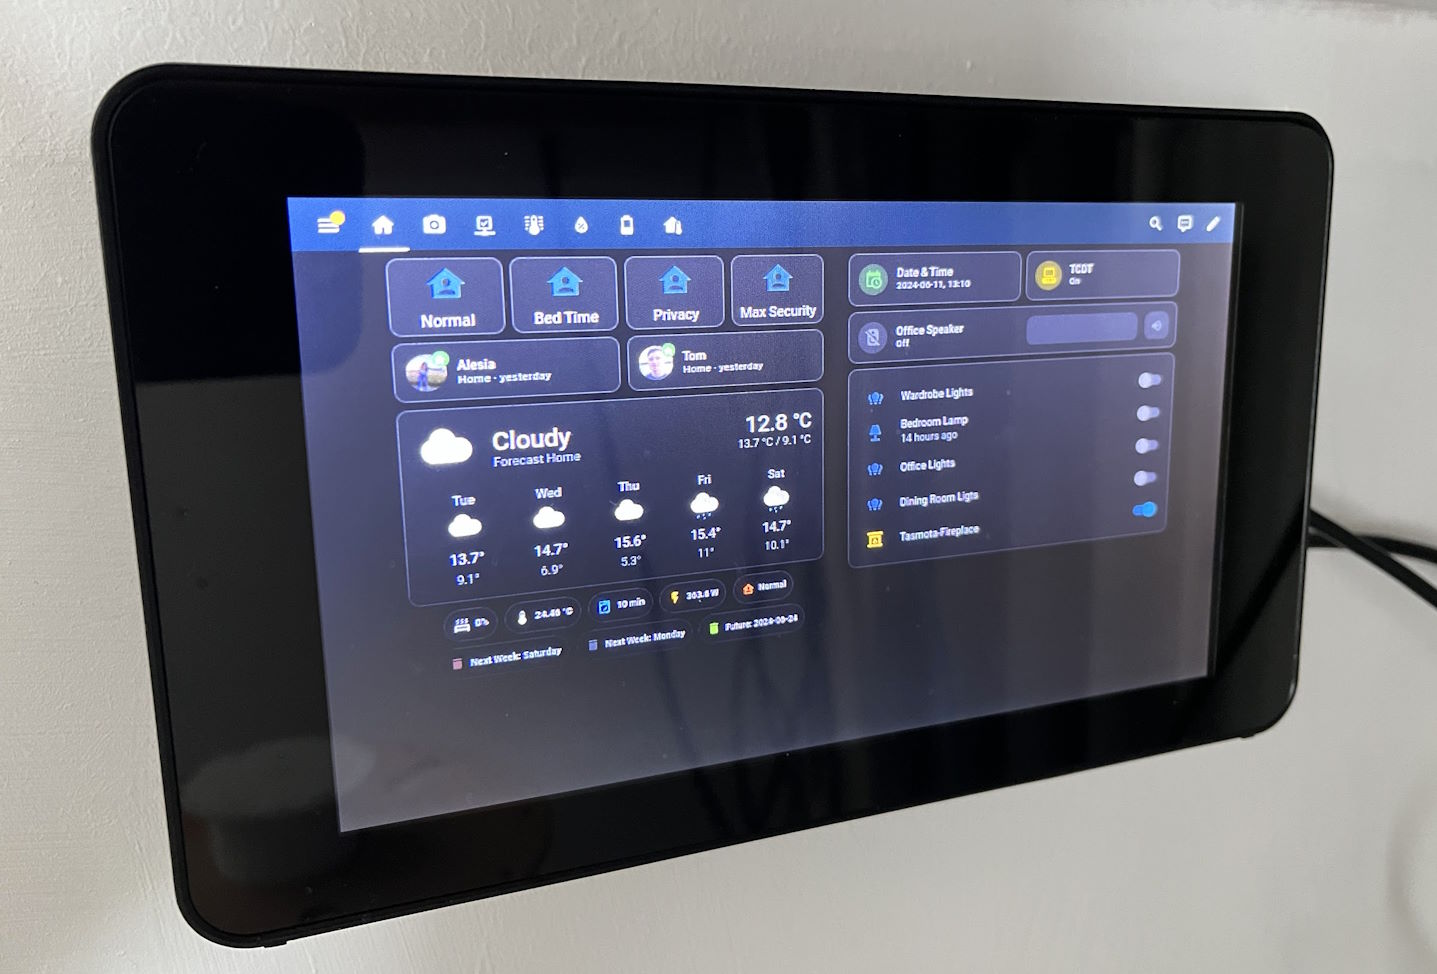 Normal
Bed Time
Privacy
Max Security
Alesia
Home - yesterday
Tom
Home - yesterday
Cloudy
Forecast Home
12.8 °C
13.7 °C / 9.1 °C
Tue
Wed
Thu
Fri
Sat
13.7°
14.7°
15.6°
15.4°
14.7°
9.1°
6.9°
5.3°
11°
10.1°
0%
24.46 °C
10 min
303.6 W
Normal
Next Week: Saturday
Next Week: Monday
Future: 2024-06-24
Date & Time
2024-06-11, 13:10
TCDT
On
Office Speaker
Off
Wardrobe Lights
Bedroom Lamp
14 hours ago
Office Lights
Dining Room Ligts
Tasmota-Fireplace